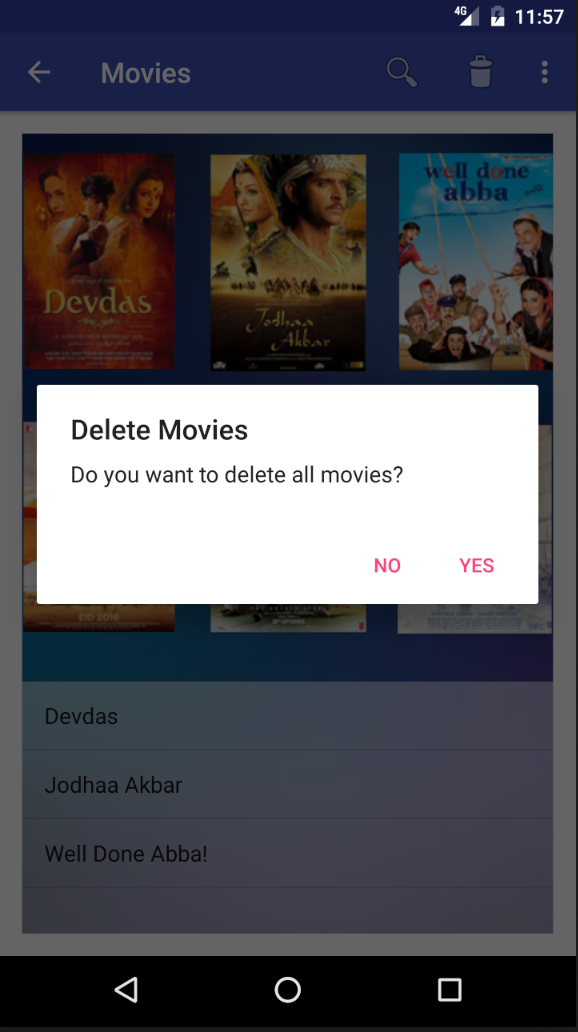 4G 11:57
Movies
Devdas
Jodhaa
Akbar
well done
abba
Delete Movies
Do you want to delete all movies?
NO YES
EID 2016
DEC
Devdas
Jodhaa Akbar
Well Done Abba!